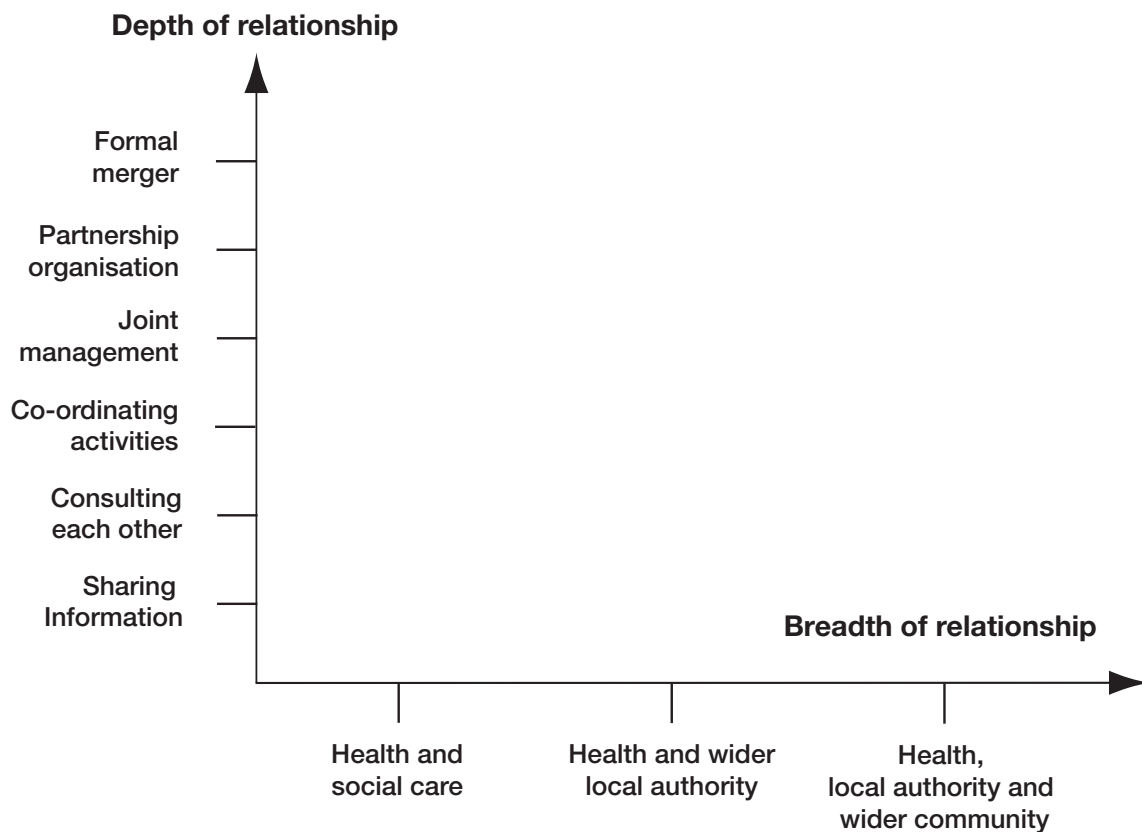 Depth of relationship
Formal
merger
Partnership
organisation
Joint
management
Co-ordinating
activities
Consulting
each other
Sharing
Information
Breadth of relationship
Health and
social care
Health and wider
local authority
Health,
local authority and
wider community